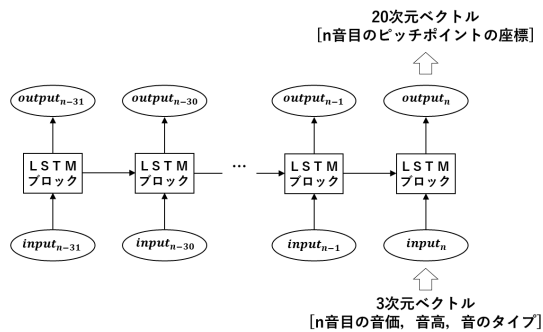 20次元ベクトル
[n音目のピッチポイントの座標]
output_{n-31}
output_{n-30}
output_{n-1}
output_n
LSTM
ブロック
LSTM
ブロック
...
LSTM
ブロック
LSTM
ブロック
input_{n-31}
input_{n-30}
input_{n-1}
input_n
3次元ベクトル
[n音目の音価，音高，音のタイプ]